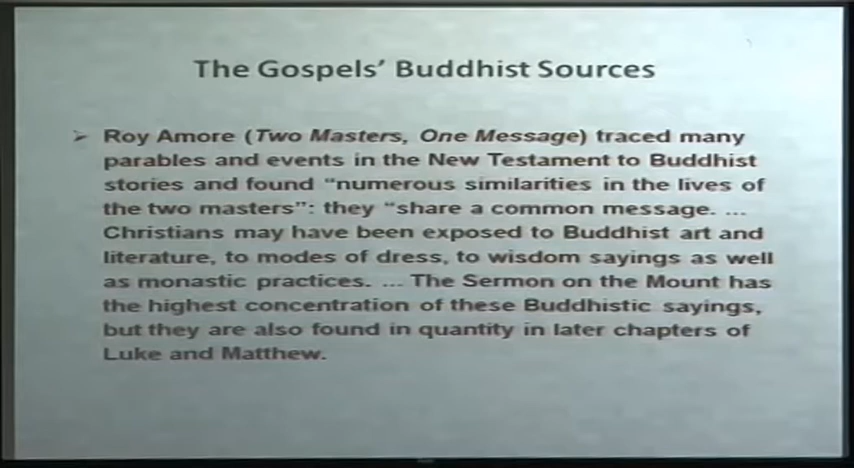 The Gospels' Buddhist Sources
➢ Roy Amore (Two Masters, One Message) traced many
parables and events in the New Testament to Buddhist
stories and found "numerous similarities in the lives of
the two masters": they "share a common message. ...
Christians may have been exposed to Buddhist art and
literature, to modes of dress, to wisdom sayings as well
as monastic practices. ... The Sermon on the Mount has
the highest concentration of these Buddhistic sayings,
but they are also found in quantity in later chapters of
Luke and Matthew.